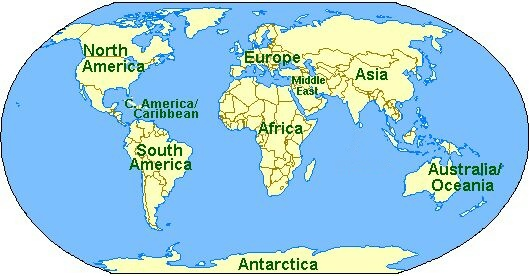 North
America
Europe
Asia
Middle
East
C. America/
Caribbean
Africa
South
America
Australia/
Oceania
Antarctica